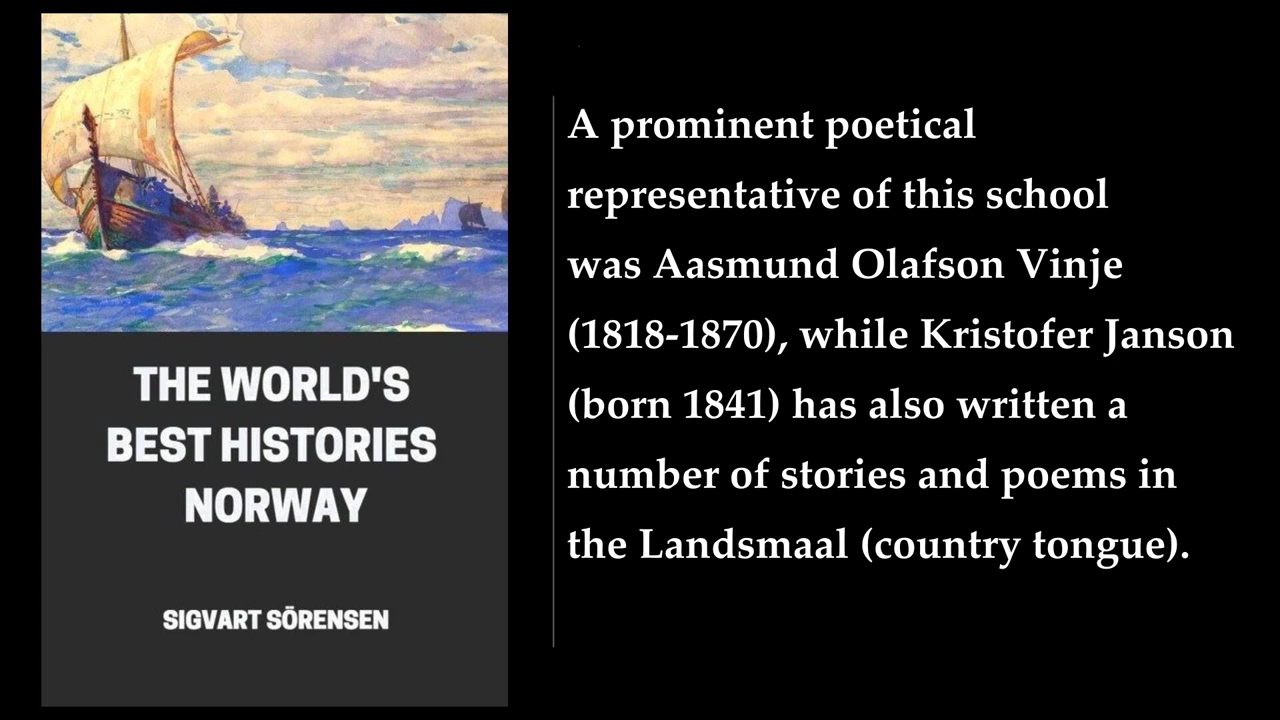 THE WORLD'S
BEST HISTORIES
NORWAY
SIGVART SÖRENSEN
A prominent poetical
representative of this school
was Aasmund Olafson Vinje
(1818-1870), while Kristofer Janson
(born 1841) has also written a
number of stories and poems in
the Landsmaal (country tongue).